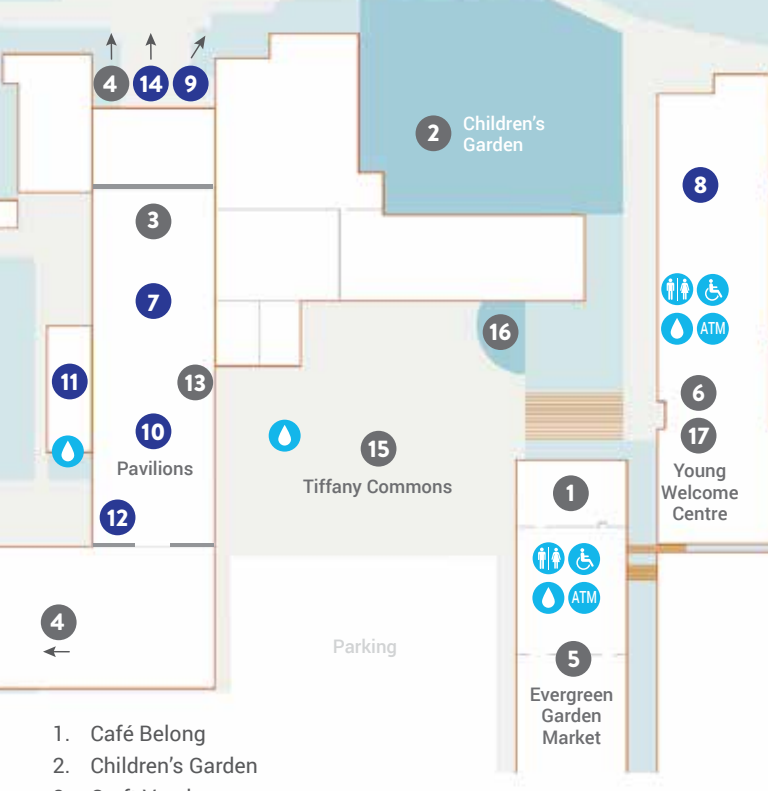 4 14 9
2 Children's
Garden
8
3
7
16
ATM
11
13
6
10
15
17
Pavilions
Tiffany Commons
Young
Welcome
Centre
1
12
ATM
4
Parking
5
Evergreen
Garden
Market
1. Café Belong
2. Children's Garden